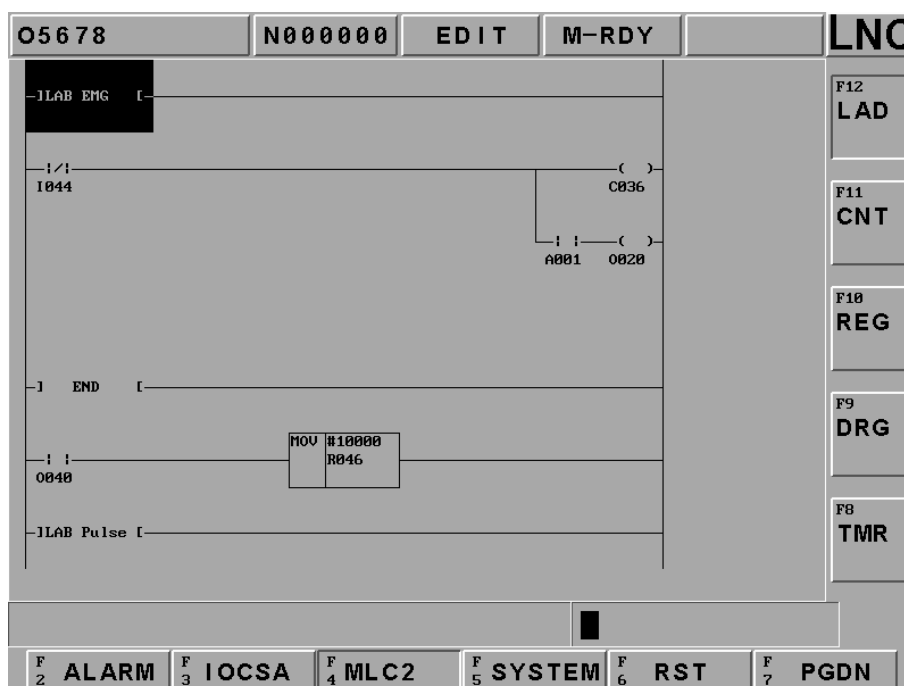 O5678 N000000 EDIT M-RDY LNC
F12 LAD
F11 CNT
F10 REG
F9 DRG
F8 TMR
-]LAB EMG [-
I044
C036
A001 O020
-] END [-
MOV #10000
R046
O040
-]LAB Pulse [-
F2 ALARM F3 IOCSA F4 MLC2 F5 SYSTEM F6 RST F7 PGDN